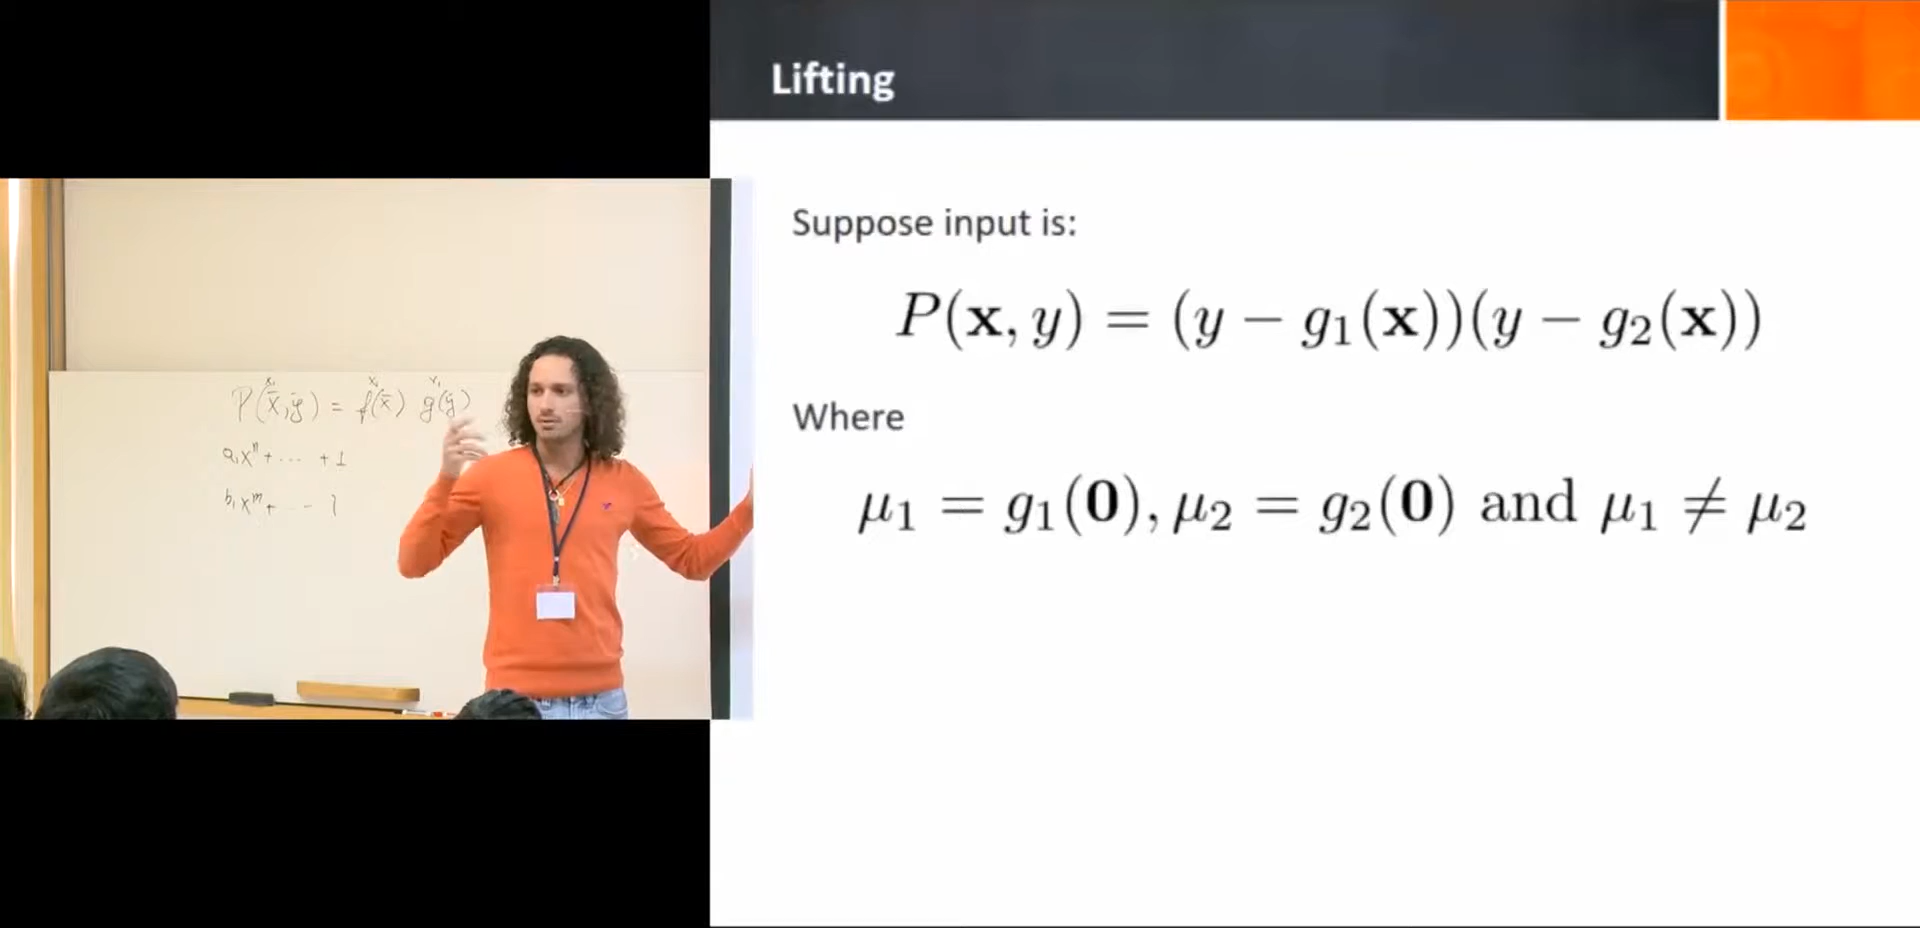 Lifting
Suppose input is:
P(𝐱, y) = (y − g₁(𝐱))(y − g₂(𝐱))
Where
μ₁ = g₁(𝟎), μ₂ = g₂(𝟎) and μ₁ ≠ μ₂
P(x̄,ȳ) = f(x̄) g(ȳ)
a₁xⁿ + ... + 1
b₁xᵐ + ... 1